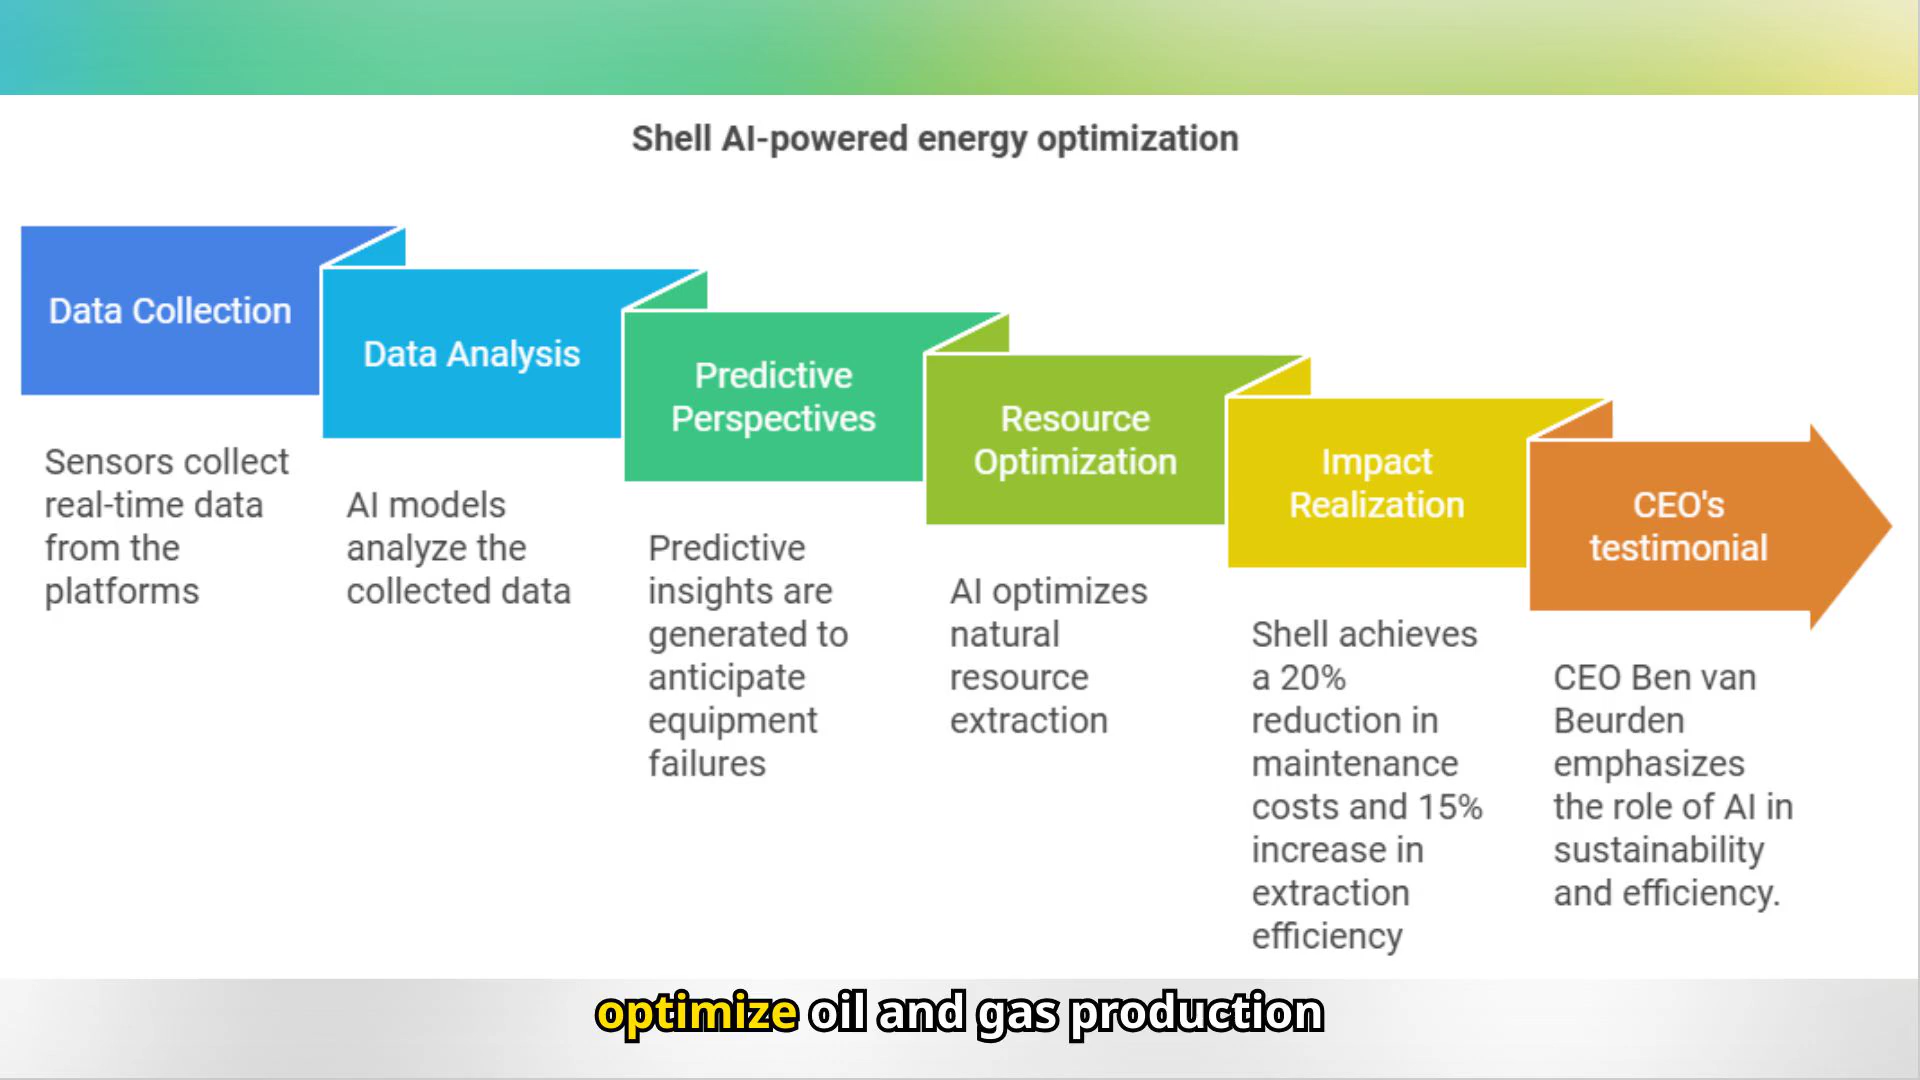 Shell AI-powered energy optimization
Data Collection
Sensors collect
real-time data
from the
platforms
Data Analysis
AI models
analyze the
collected data
Predictive
Perspectives
Predictive
insights are
generated to
anticipate
equipment
failures
Resource
Optimization
AI optimizes
natural
resource
extraction
Impact
Realization
Shell achieves
a 20%
reduction in
maintenance
costs and 15%
increase in
extraction
efficiency
CEO's
testimonial
CEO Ben van
Beurden
emphasizes
the role of AI in
sustainability
and efficiency.
optimize oil and gas production